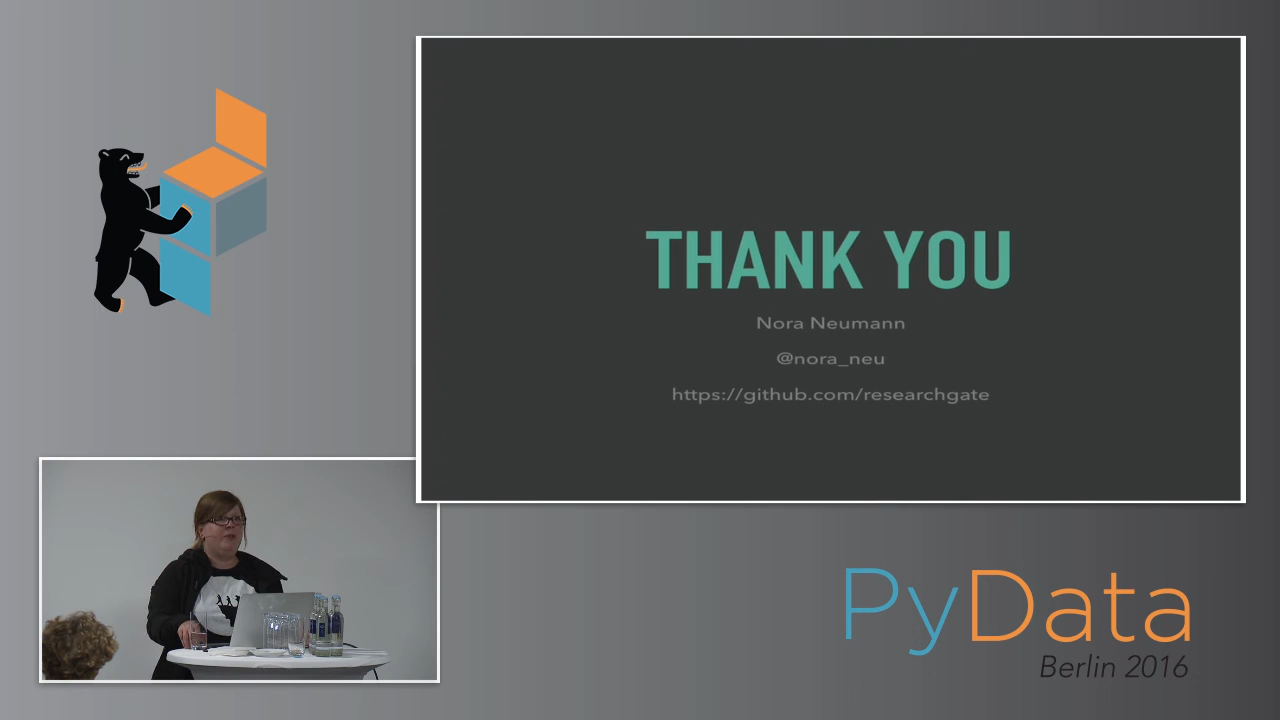 THANK YOU
Nora Neumann
@nora_neu
https://github.com/researchgate
PyData
Berlin 2016